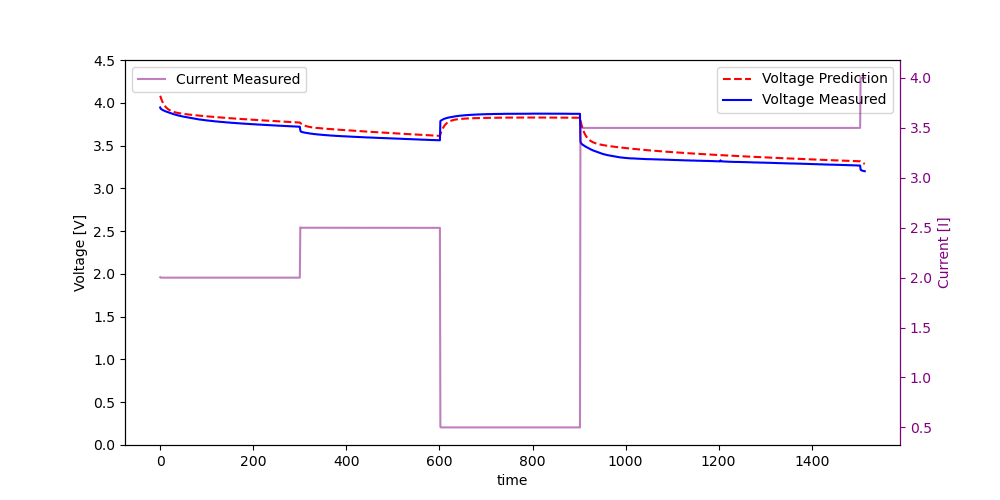 Current Measured
Voltage Prediction
Voltage Measured
Voltage [V]
4.5
4.0
3.5
3.0
2.5
2.0
1.5
1.0
0.5
0.0
4.0
3.5
3.0
2.5
2.0
1.5
1.0
0.5
Current [I]
0 200 400 600 800 1000 1200 1400
time